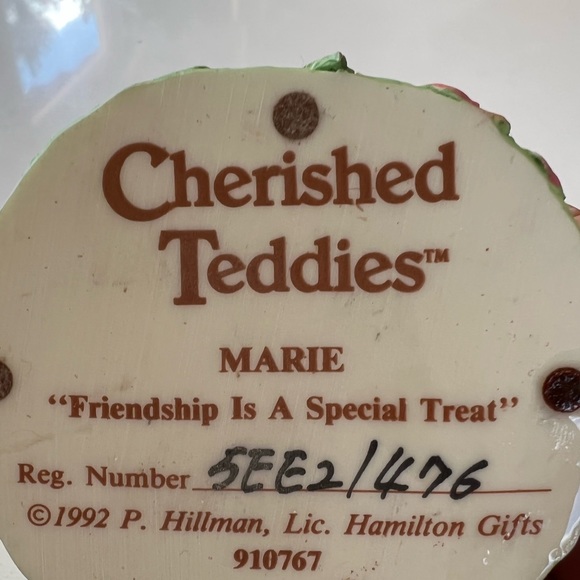 Cherished
Teddies™
MARIE
“Friendship Is A Special Treat”
Reg. Number 5EE2/476
©1992 P. Hillman, Lic. Hamilton Gifts
910767